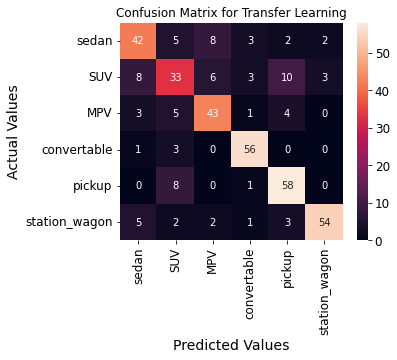 Confusion Matrix for Transfer Learning
Actual Values
sedan 42 5 8 3 2 2
SUV 8 33 6 3 10 3
MPV 3 5 43 1 4 0
convertable 1 3 0 56 0 0
pickup 0 8 0 1 58 0
station_wagon 5 2 2 1 3 54
sedan SUV MPV convertable pickup station_wagon
Predicted Values
50
40
30
20
10
0